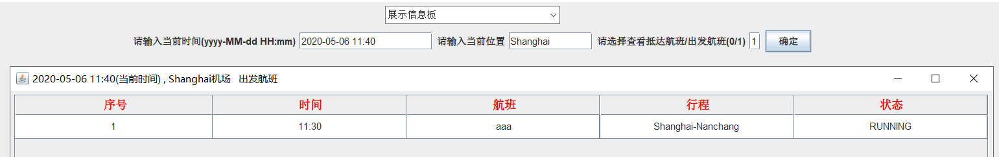 展示信息板
请输入当前时间(yyyy-MM-dd HH:mm) 2020-05-06 11:40 请输入当前位置 Shanghai 请选择查看抵达航班/出发航班(0/1) 1 确定
2020-05-06 11:40(当前时间) , Shanghai机场 出发航班
序号 时间 航班 行程 状态
1 11:30 aaa Shanghai-Nanchang RUNNING